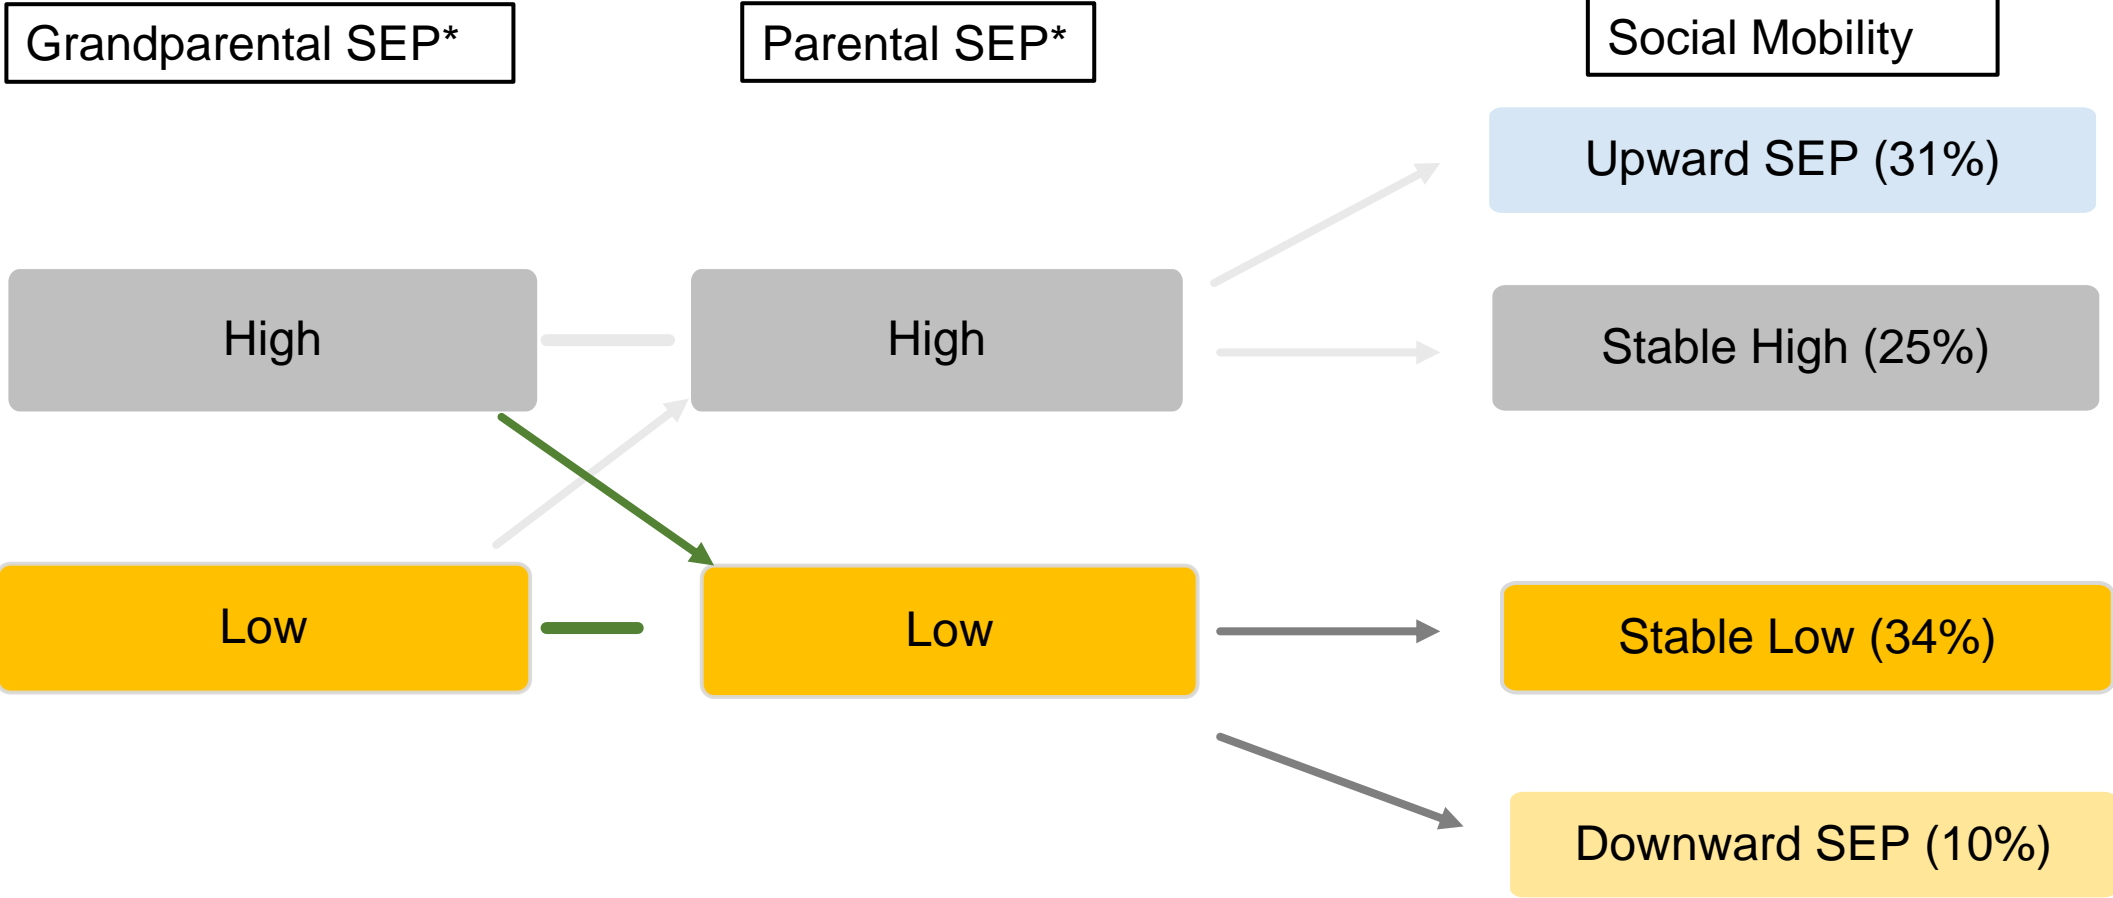 Grandparental SEP*
Parental SEP*
Social Mobility
Upward SEP (31%)
High
High
Stable High (25%)
Low
Low
Stable Low (34%)
Downward SEP (10%)